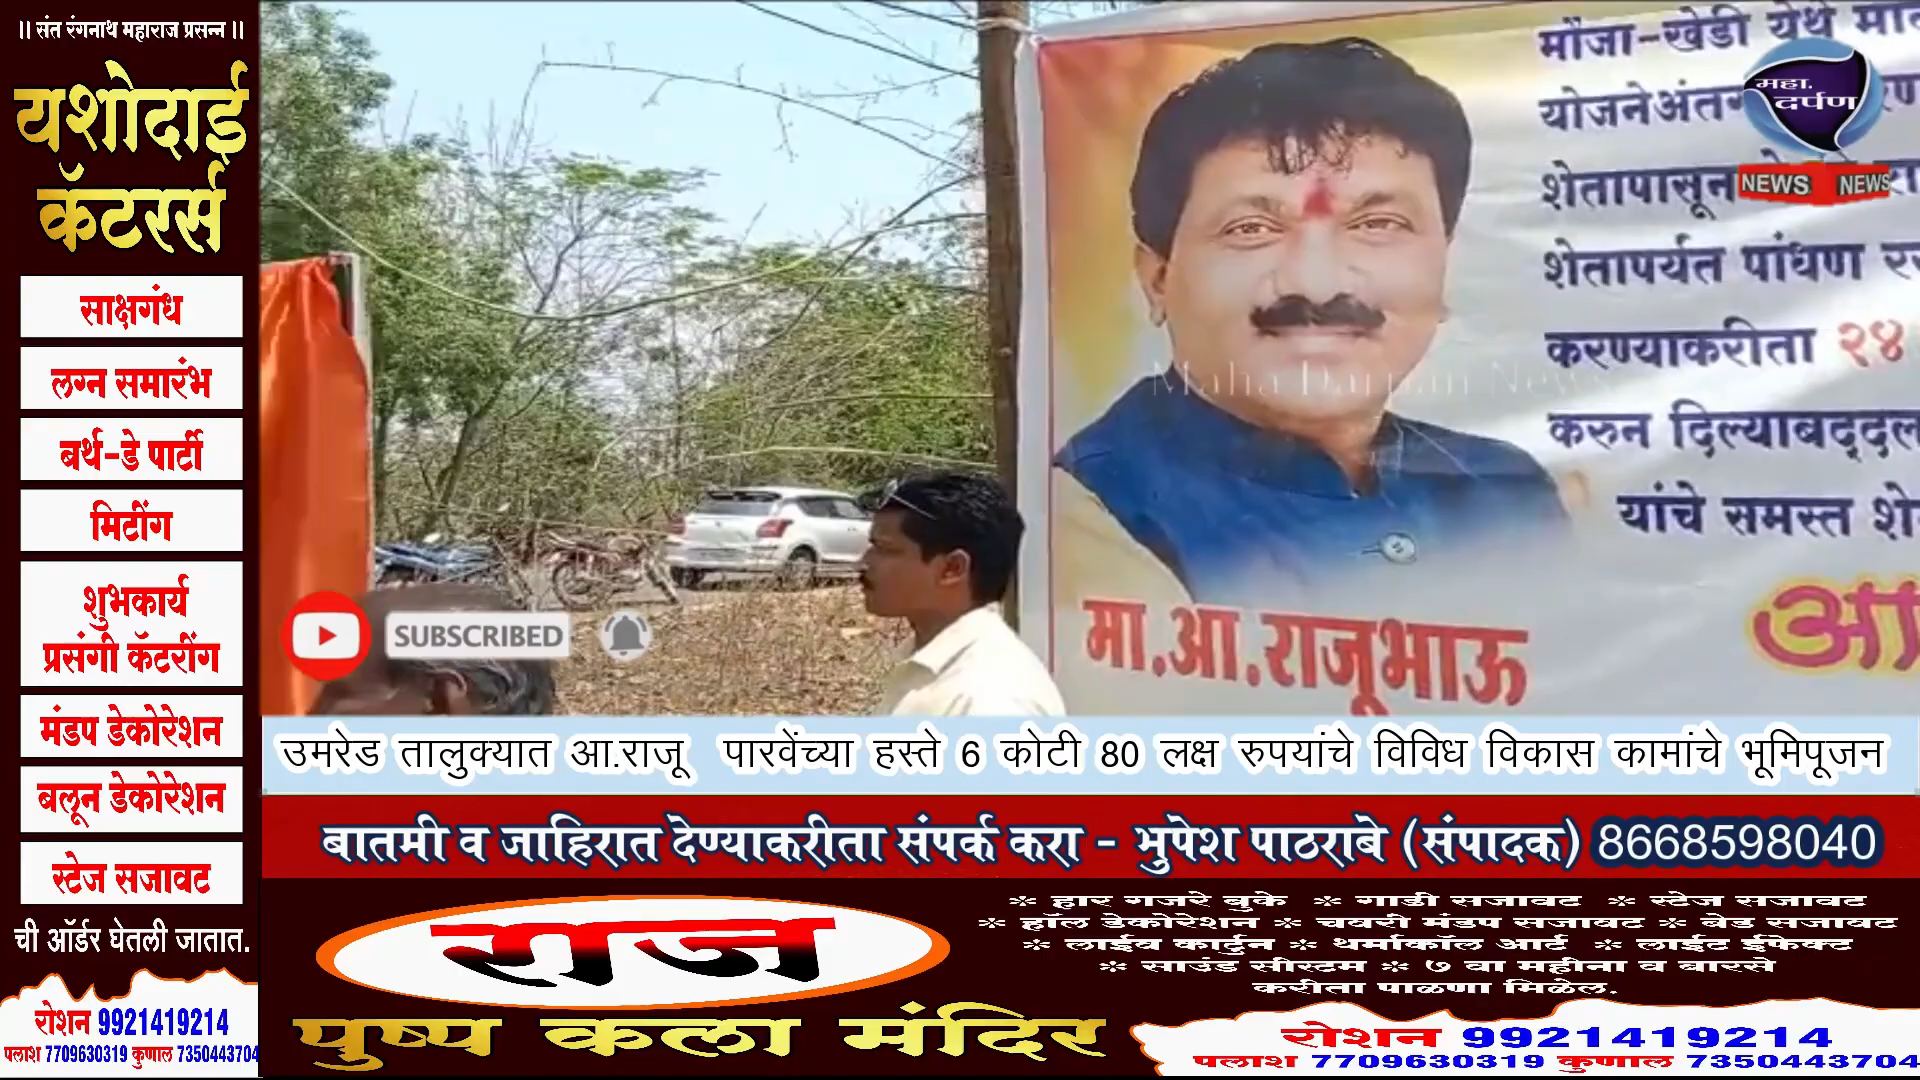 || संत रंगनाथ महाराज प्रसन्न ||
यशोदाई
कॅटरर्स
साक्षगंध
लग्न समारंभ
बर्थ-डे पार्टी
मिटींग
शुभकार्य
प्रसंगी कॅटरींग
मंडप डेकोरेशन
बलून डेकोरेशन
स्टेज सजावट
ची ऑर्डर घेतली जातात.
रोशन 9921419214
पलाश 7709630319 कुणाल 7350443704
मौजा-खेडी येथे
योजनेअंतर्ग
शेतापासून
शेतापर्यंत पांधण
करण्याकरीता २४
करुन दिल्याबद्दल
यांचे समस्त
मा.आ.राजूभाऊ
आ
महा.
दर्पण
NEWS NEWS
Maha Darpan News
SUBSCRIBED
उमरेड तालुक्यात आ.राजू पारवेंच्या हस्ते 6 कोटी 80 लक्ष रुपयांचे विविध विकास कामांचे भूमिपूजन
बातमी व जाहिरात देण्याकरीता संपर्क करा - भुपेश पाठराबे (संपादक) 8668598040
राज
पुष्प कला मंदिर
* हार गजरे बुके * गाडी सजावट * स्टेज सजावट
* हॉल डेकोरेशन * चवरी मंडप सजावट * बेड सजावट
* लाईव कार्टुन * थर्माकॉल आर्ट * लाईट ईफेक्ट
* साउंड सीस्टम * ७ वा महीना व बारसे
करीता पाळणा मिळेल.
रोशन 9921419214
पलाश 7709630319 कुणाल 7350443704